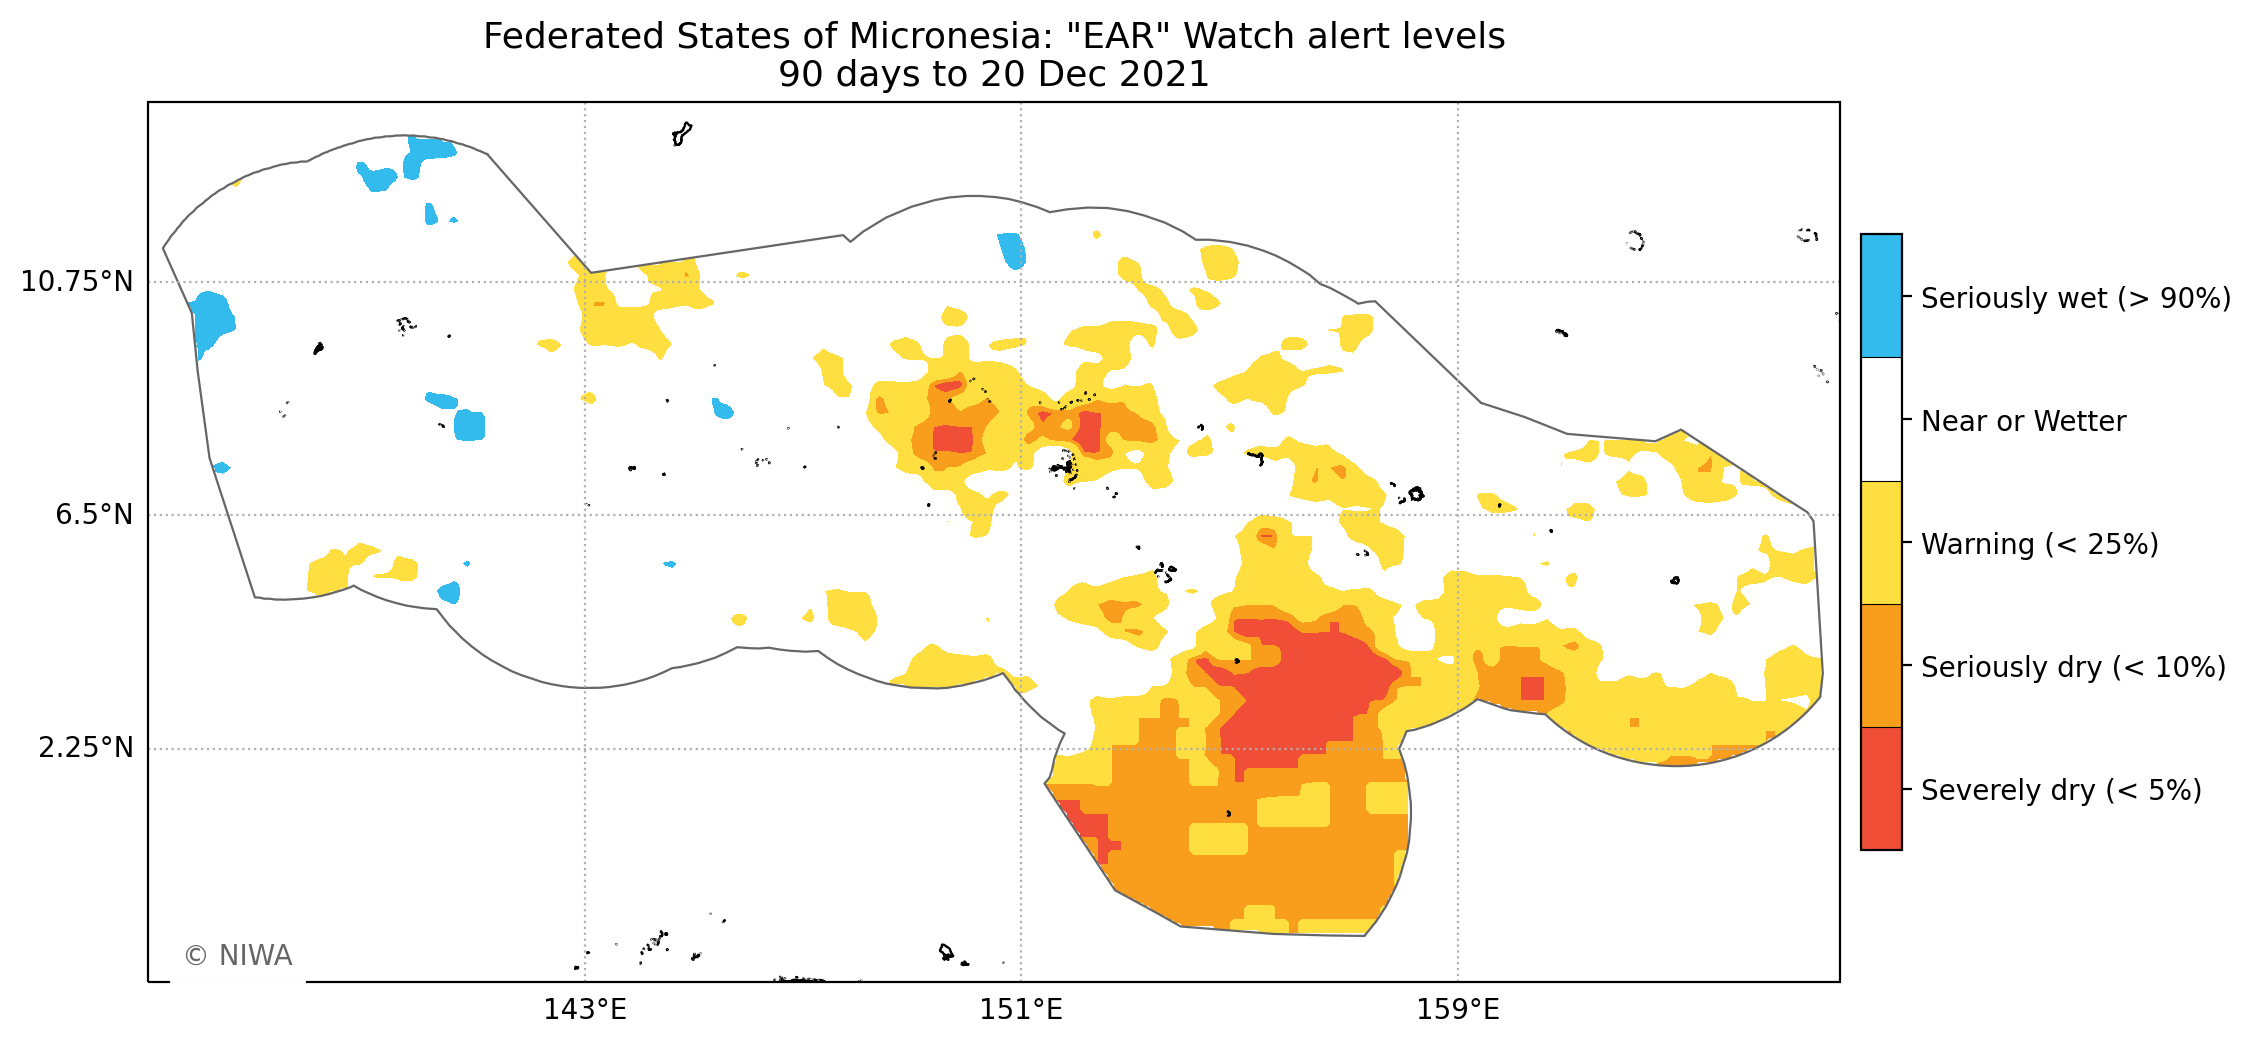 Federated States of Micronesia: "EAR" Watch alert levels
90 days to 20 Dec 2021
10.75°N
6.5°N
2.25°N
143°E
151°E
159°E
Seriously wet (> 90%)
Near or Wetter
Warning (< 25%)
Seriously dry (< 10%)
Severely dry (< 5%)
© NIWA